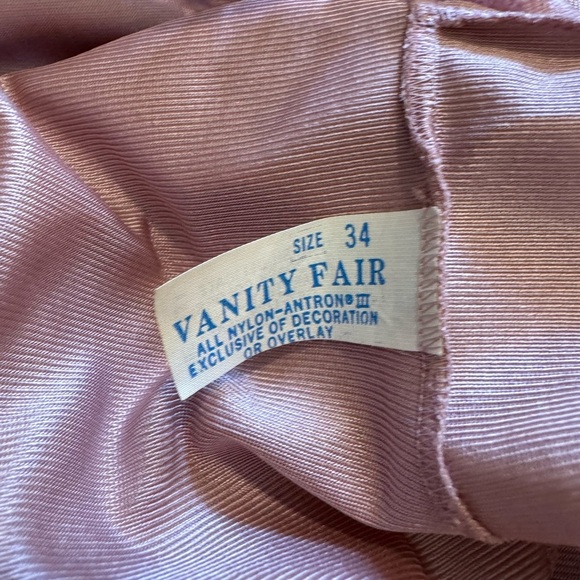 SIZE 34
VANITY FAIR
ALL NYLON-ANTRON® III
EXCLUSIVE OF DECORATION
OR OVERLAY